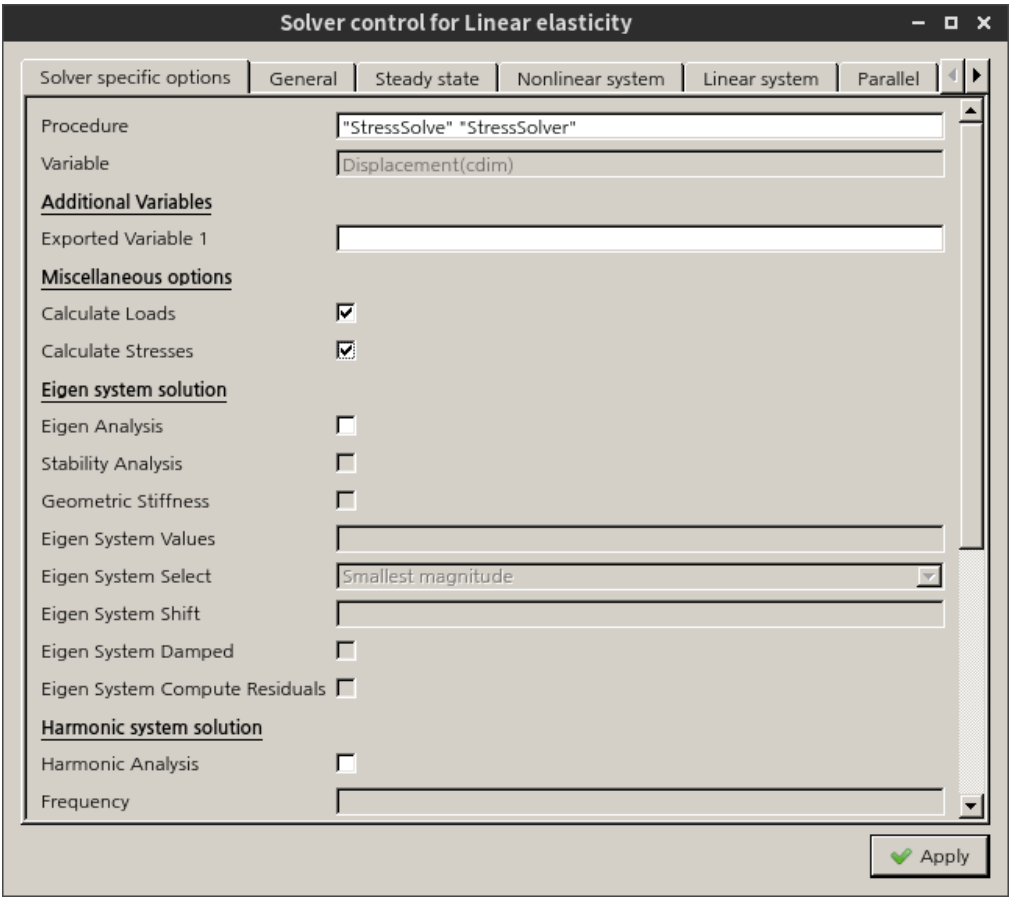 Solver control for Linear elasticity
Solver specific options General Steady state Nonlinear system Linear system Parallel
Procedure "StressSolve" "StressSolver"
Variable Displacement(cdim)
Additional Variables
Exported Variable 1
Miscellaneous options
Calculate Loads
Calculate Stresses
Eigen system solution
Eigen Analysis
Stability Analysis
Geometric Stiffness
Eigen System Values
Eigen System Select Smallest magnitude
Eigen System Shift
Eigen System Damped
Eigen System Compute Residuals
Harmonic system solution
Harmonic Analysis
Frequency
Apply